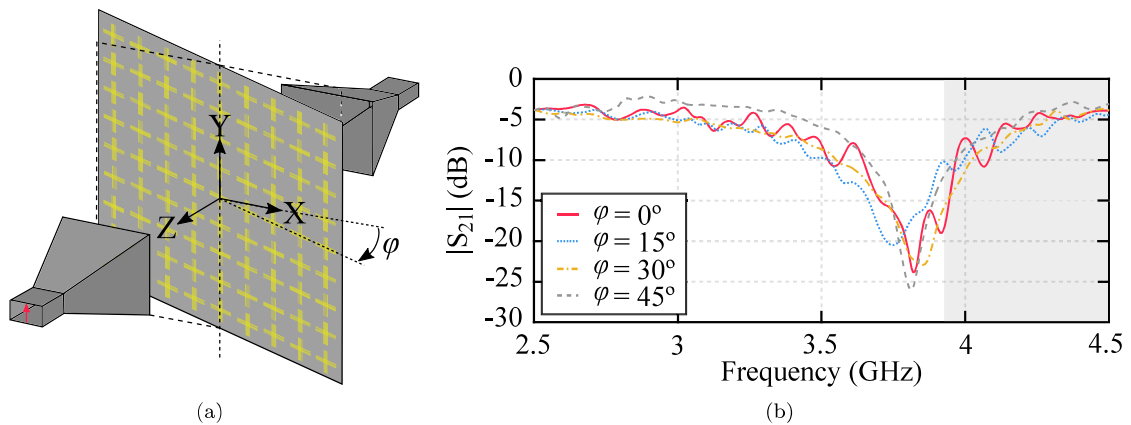 Y
Z
X
φ
(a)
0
-5
-10
-15
-20
-25
-30
|S21| (dB)
φ = 0º
φ = 15º
φ = 30º
φ = 45º
2.5 3 3.5 4 4.5
Frequency (GHz)
(b)